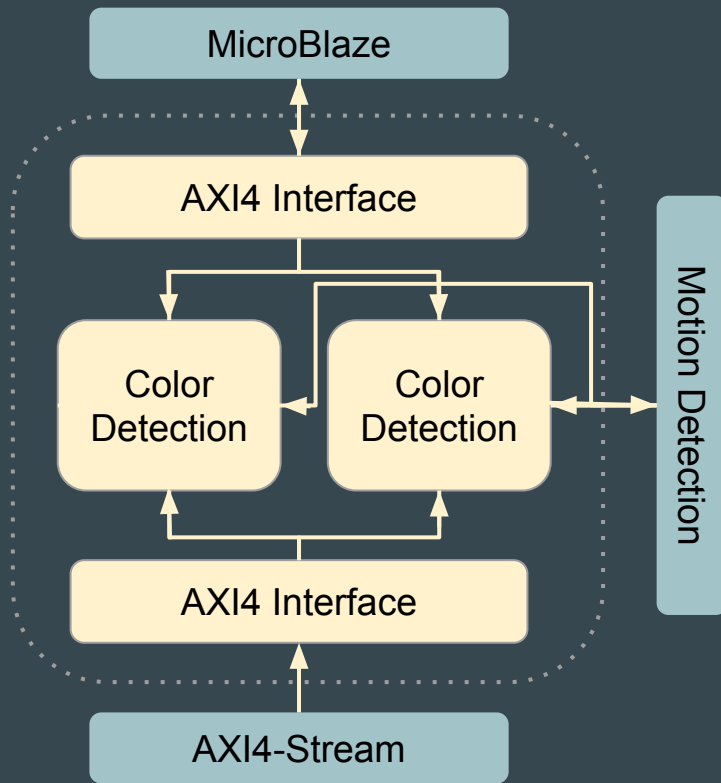 MicroBlaze
AXI4 Interface
Color
Detection
Color
Detection
Motion Detection
AXI4 Interface
AXI4-Stream